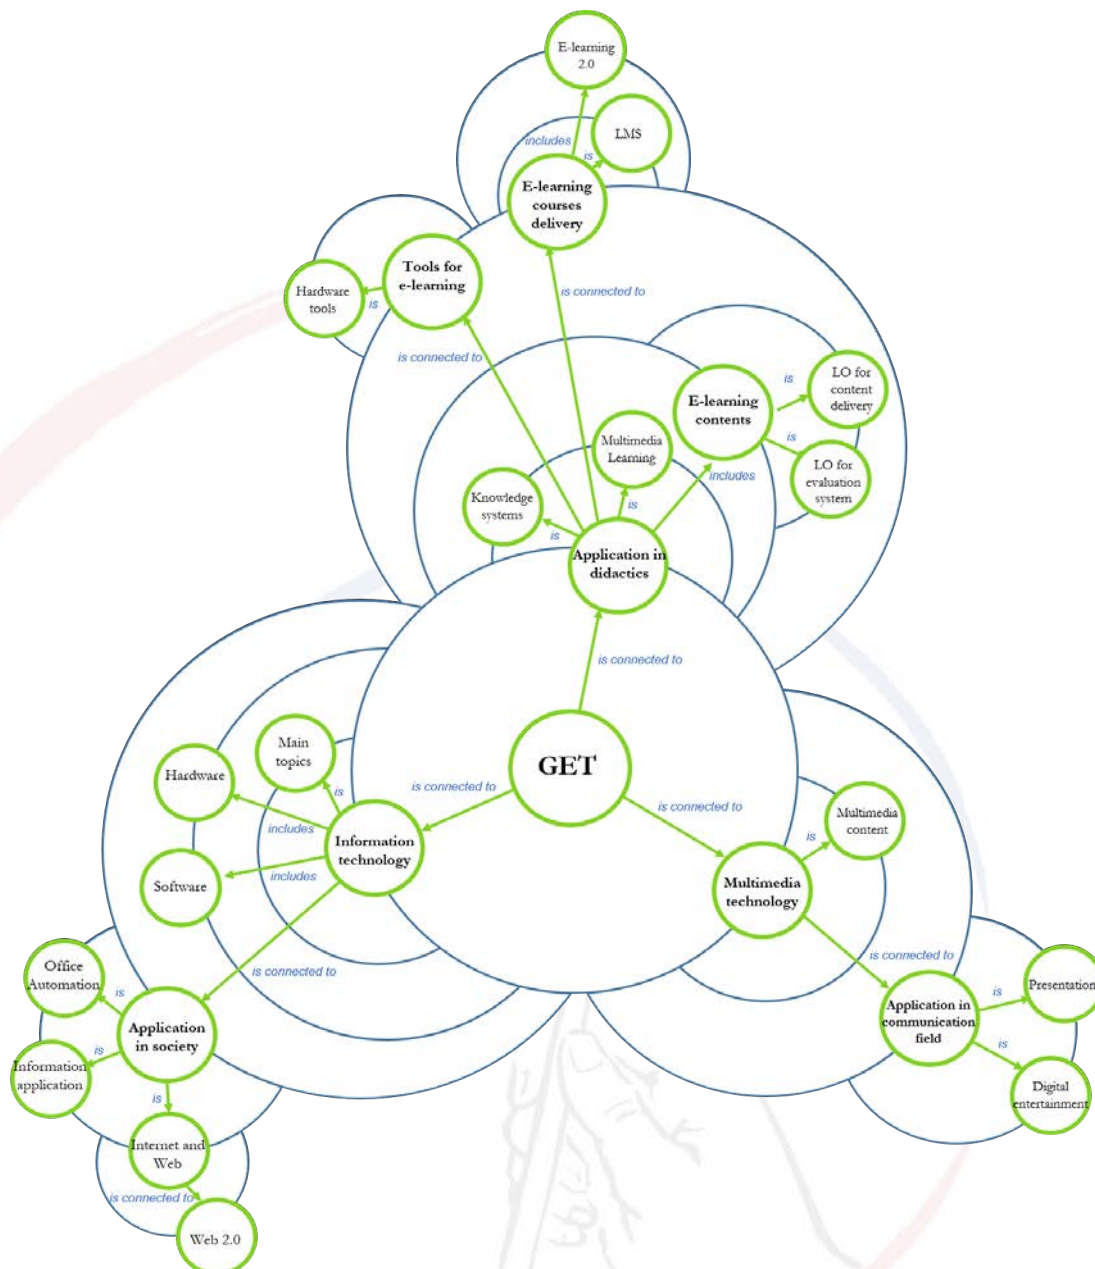 E-learning
2.0
includes
LMS
is
E-learning
courses
delivery
Tools for
e-learning
Hardware
tools
is
is connected to
is connected to
LO for
content
delivery
is
E-learning
contents
is
LO for
evaluation
system
Multimedia
Learning
includes
Knowledge
systems
is
is
Application in
didactics
is connected to
GET
Main
topics
Hardware
is
is connected to
includes
Information
technology
includes
Software
is connected to
is connected to
Multimedia
content
is
Multimedia
technology
is connected to
Office
Automation
is
Application
in society
Information
application
is
is
Internet and
Web
is connected to
Web 2.0
Application in
communication
field
is
Presentation
is
Digital
entertainment